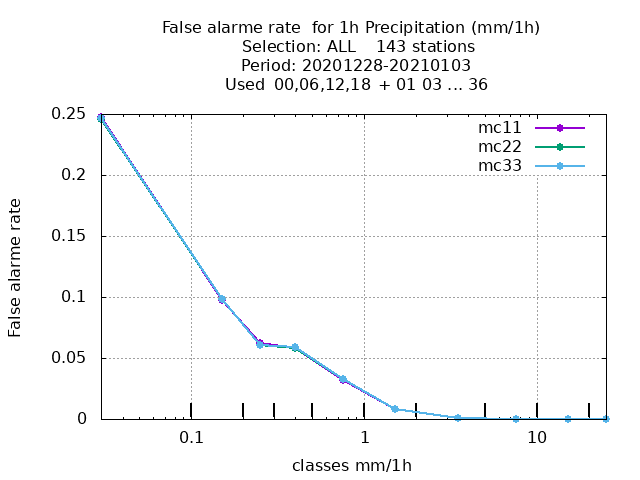 False alarme rate  for 1h Precipitation (mm/1h)
Selection: ALL    143 stations
Period: 20201228-20210103
Used  00,06,12,18  + 01 03 ... 36
mc11
mc22
mc33
False alarme rate
0.25
0.2
0.15
0.1
0.05
0
0.1
1
10
classes mm/1h